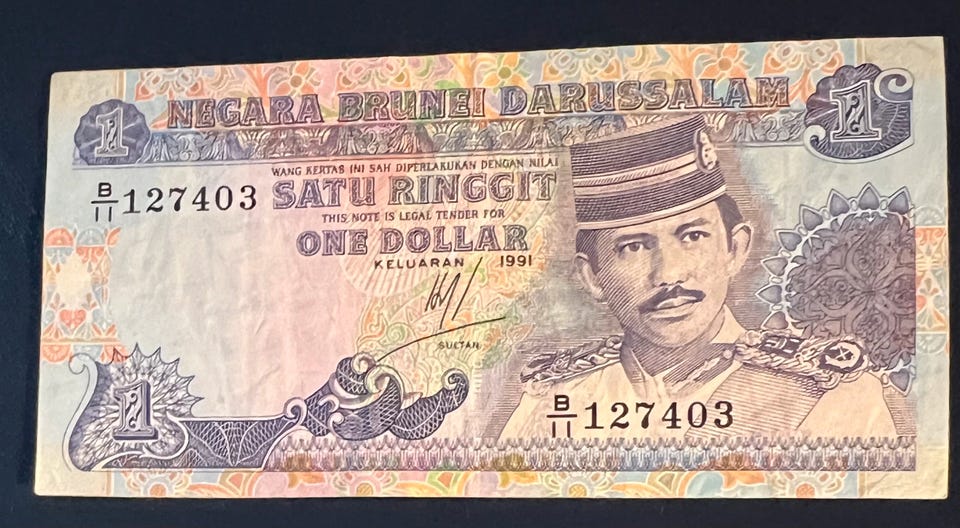 NEGARA BRUNEI DARUSSALAM
1
1
WANG KERTAS INI SAH DIPERLAKUKAN DENGAN NILAI
B/11 127403
SATU RINGGIT
THIS NOTE IS LEGAL TENDER FOR
ONE DOLLAR
KELUARAN 1991
SULTAN
1
B/11 127403